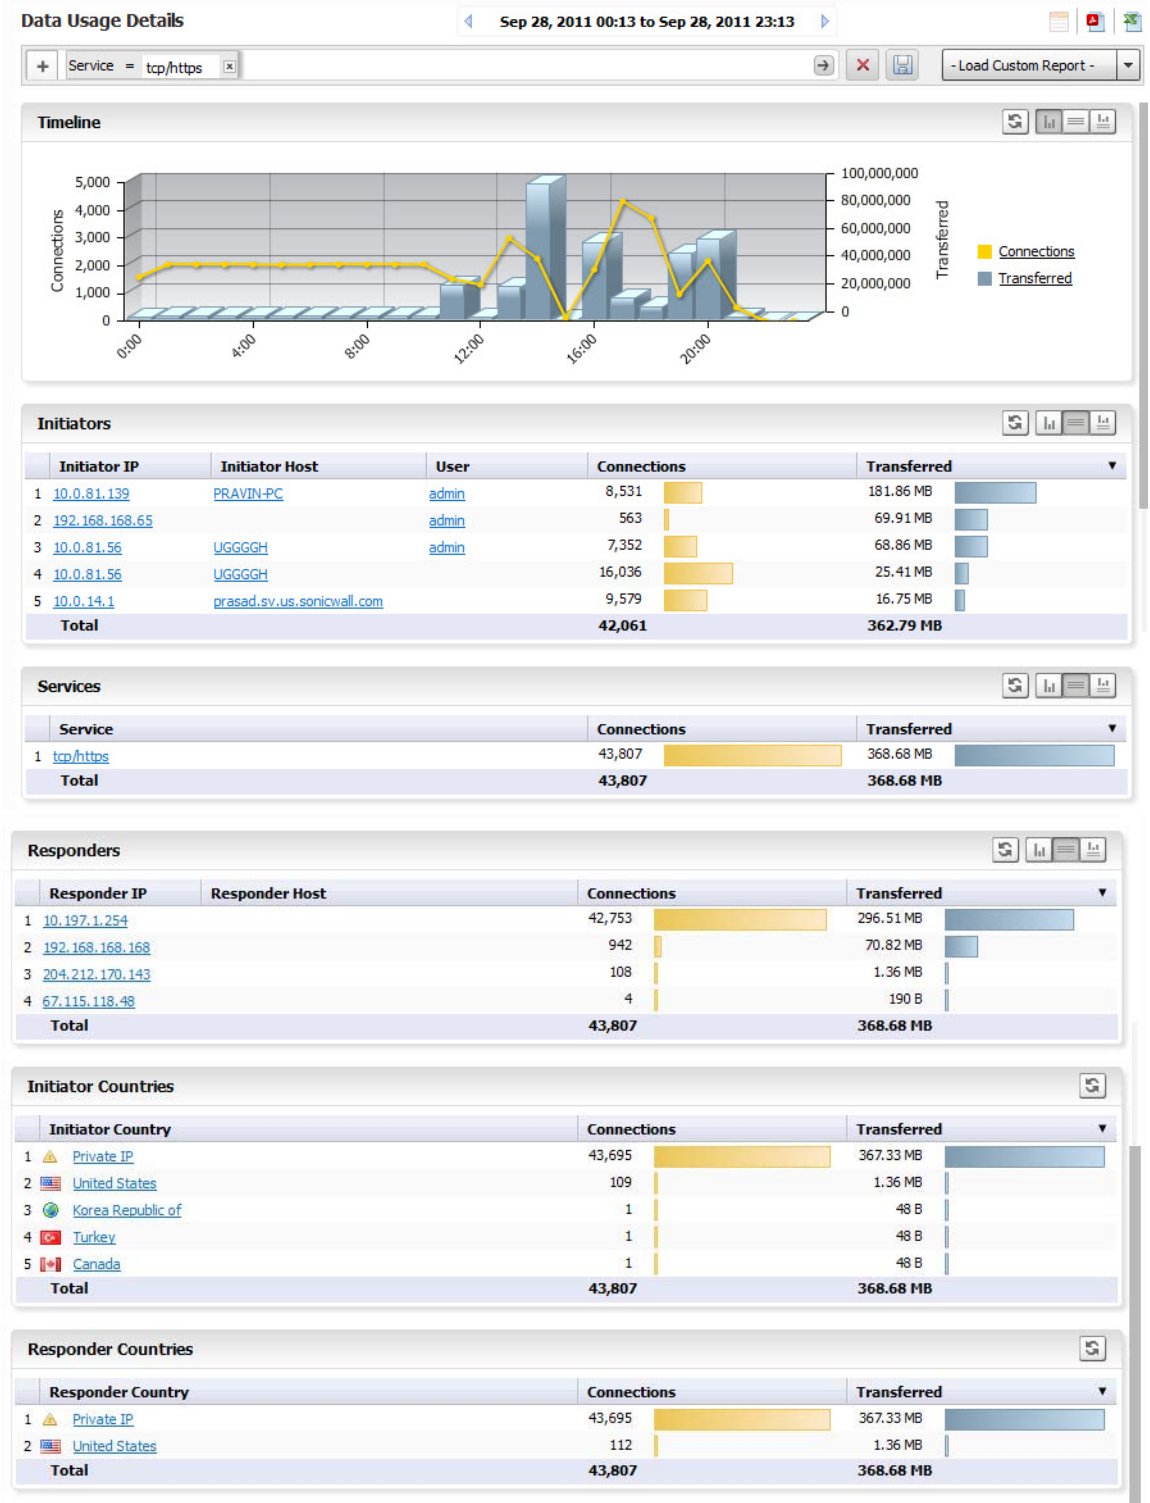 Data Usage Details
Sep 28, 2011 00:13 to Sep 28, 2011 23:13
Service = tcp/https
- Load Custom Report -
Timeline
5,000
4,000
3,000
2,000
1,000
0
Connections
100,000,000
80,000,000
60,000,000
40,000,000
20,000,000
0
Transferred
0:00 4:00 8:00 12:00 16:00 20:00
Connections
Transferred
Initiators
Initiator IP Initiator Host User Connections Transferred
1 10.0.81.139 PRAVIN-PC admin 8,531 181.86 MB
2 192.168.168.65 admin 563 69.91 MB
3 10.0.81.56 UGGGGH admin 7,352 68.86 MB
4 10.0.81.56 UGGGGH 16,036 25.41 MB
5 10.0.14.1 prasad.sv.us.sonicwall.com 9,579 16.75 MB
Total 42,061 362.79 MB
Services
Service Connections Transferred
1 tcp/https 43,807 368.68 MB
Total 43,807 368.68 MB
Responders
Responder IP Responder Host Connections Transferred
1 10.197.1.254 42,753 296.51 MB
2 192.168.168.168 942 70.82 MB
3 204.212.170.143 108 1.36 MB
4 67.115.118.48 4 190 B
Total 43,807 368.68 MB
Initiator Countries
Initiator Country Connections Transferred
1 Private IP 43,695 367.33 MB
2 United States 109 1.36 MB
3 Korea Republic of 1 48 B
4 Turkey 1 48 B
5 Canada 1 48 B
Total 43,807 368.68 MB
Responder Countries
Responder Country Connections Transferred
1 Private IP 43,695 367.33 MB
2 United States 112 1.36 MB
Total 43,807 368.68 MB